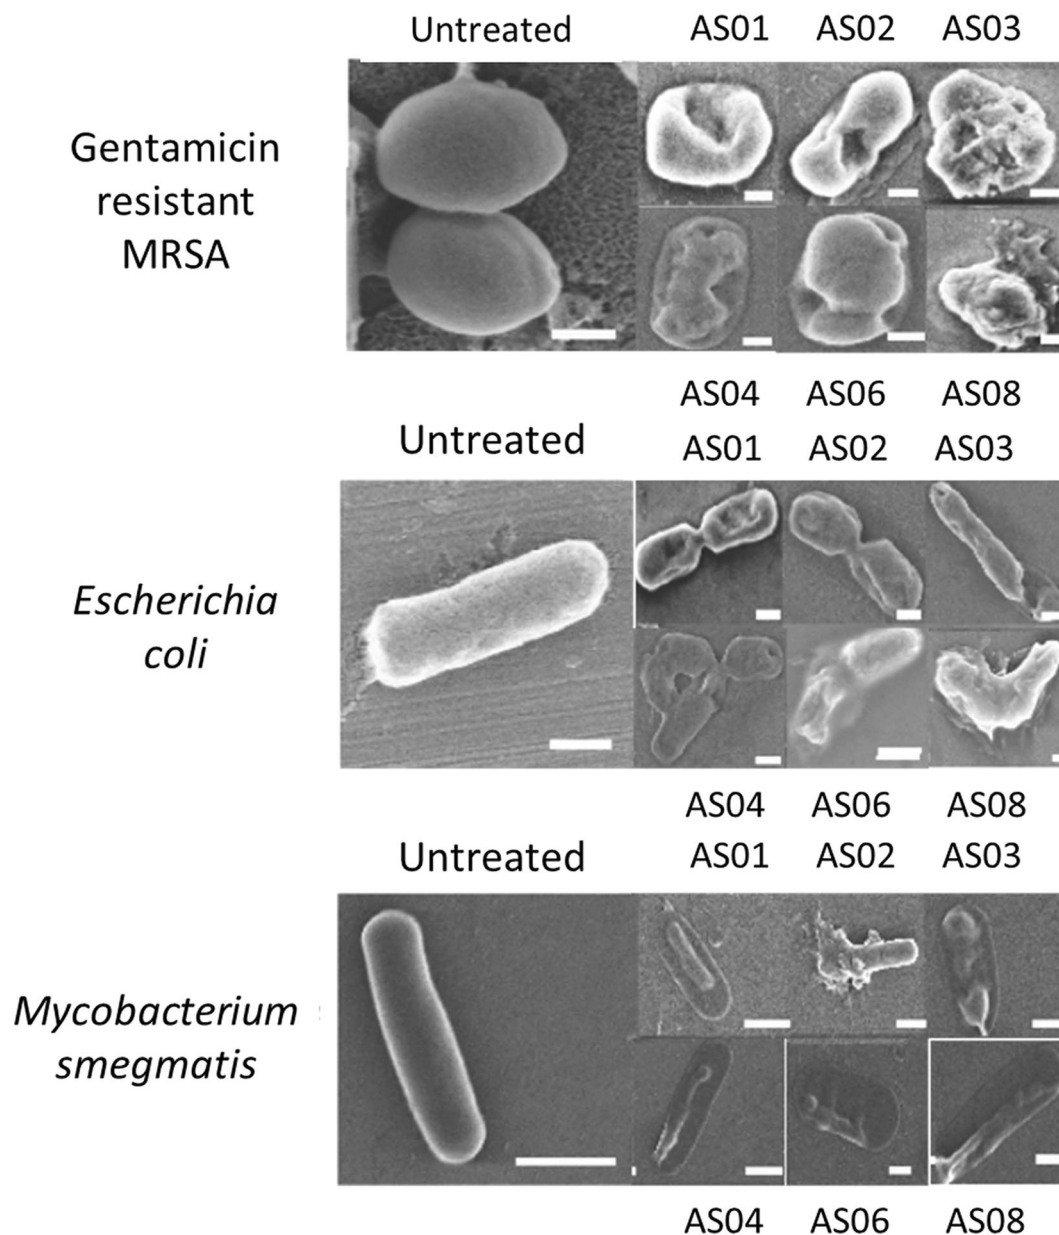 Untreated AS01 AS02 AS03
Gentamicin
resistant
MRSA
AS04 AS06 AS08
Untreated AS01 AS02 AS03
Escherichia
coli
AS04 AS06 AS08
Untreated AS01 AS02 AS03
Mycobacterium
smegmatis
AS04 AS06 AS08